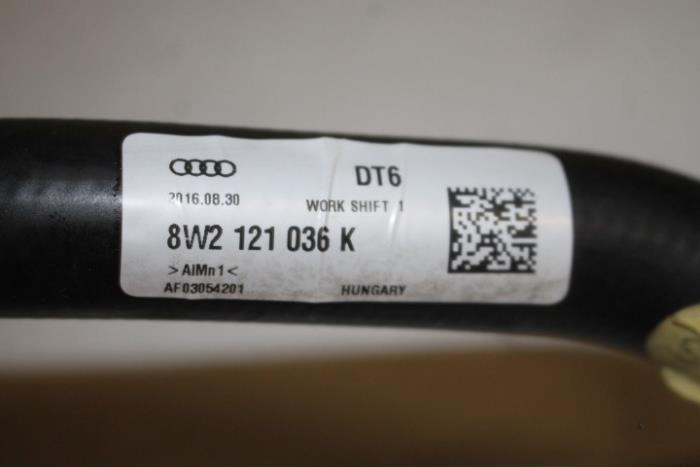 DT6
2016.08.30 WORK SHIFT 1
8W2 121 036 K
>AlMn1<
AF03054201 HUNGARY